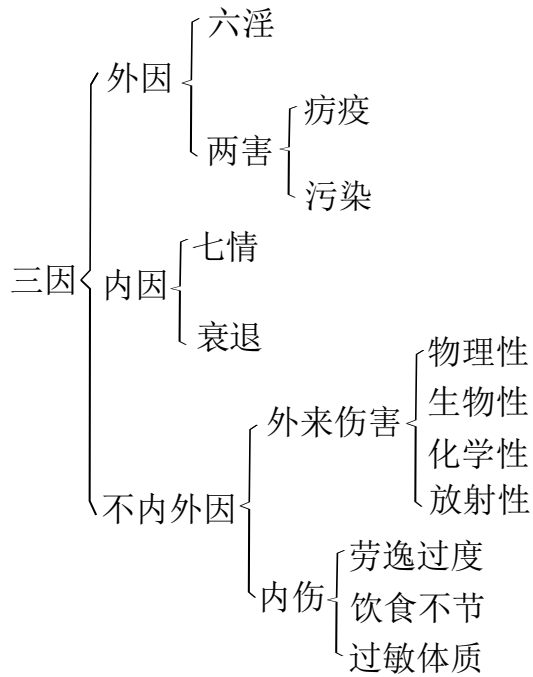 三因
外因
六淫
两害
疠疫
污染
内因
七情
衰退
不内外因
外来伤害
物理性
生物性
化学性
放射性
内伤
劳逸过度
饮食不节
过敏体质